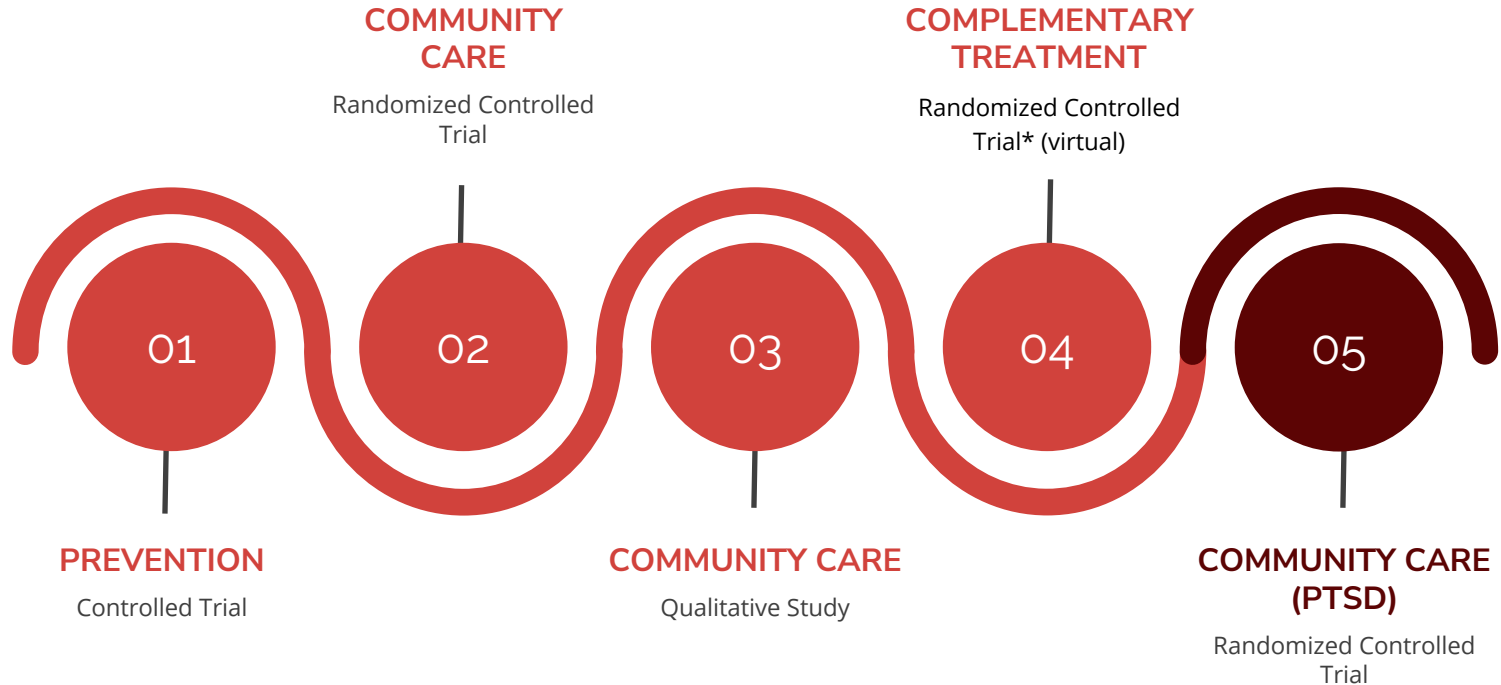 01
PREVENTION
Controlled Trial
COMMUNITY
CARE
Randomized Controlled
Trial
02
03
COMMUNITY CARE
Qualitative Study
COMPLEMENTARY
TREATMENT
Randomized Controlled
Trial* (virtual)
04
05
COMMUNITY CARE
(PTSD)
Randomized Controlled
Trial